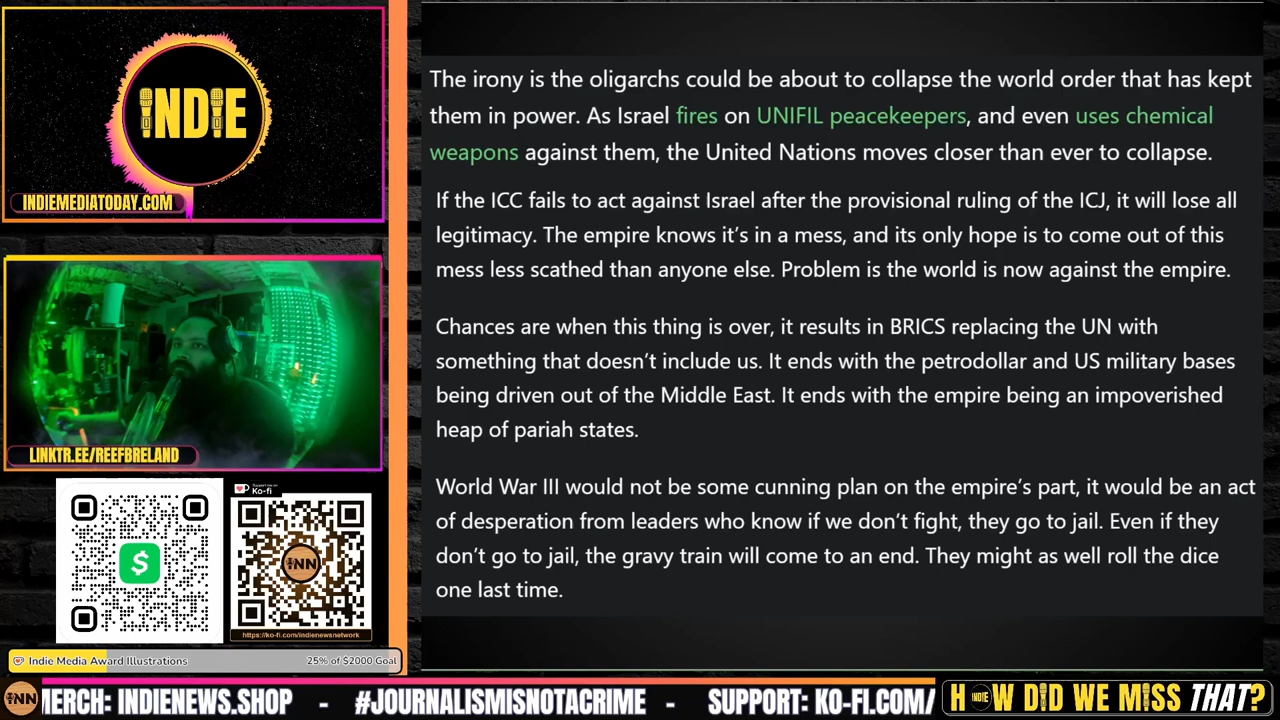 INDIE
INDIEMEDIATODAY.COM
LINKTR.EE/REEFBRELAND
Support me on
Ko-fi
INN
https://ko-fi.com/indienewsnetwork
Indie Media Award Illustrations 25% of $2000 Goal
The irony is the oligarchs could be about to collapse the world order that has kept
them in power. As Israel fires on UNIFIL peacekeepers, and even uses chemical
weapons against them, the United Nations moves closer than ever to collapse.
If the ICC fails to act against Israel after the provisional ruling of the ICJ, it will lose all
legitimacy. The empire knows it’s in a mess, and its only hope is to come out of this
mess less scathed than anyone else. Problem is the world is now against the empire.
Chances are when this thing is over, it results in BRICS replacing the UN with
something that doesn’t include us. It ends with the petrodollar and US military bases
being driven out of the Middle East. It ends with the empire being an impoverished
heap of pariah states.
World War III would not be some cunning plan on the empire’s part, it would be an act
of desperation from leaders who know if we don’t fight, they go to jail. Even if they
don’t go to jail, the gravy train will come to an end. They might as well roll the dice
one last time.
INN MERCH: INDIENEWS.SHOP - #JOURNALISMISNOTACRIME - SUPPORT: KO-FI.COM/
HOW DID WE MISS THAT?